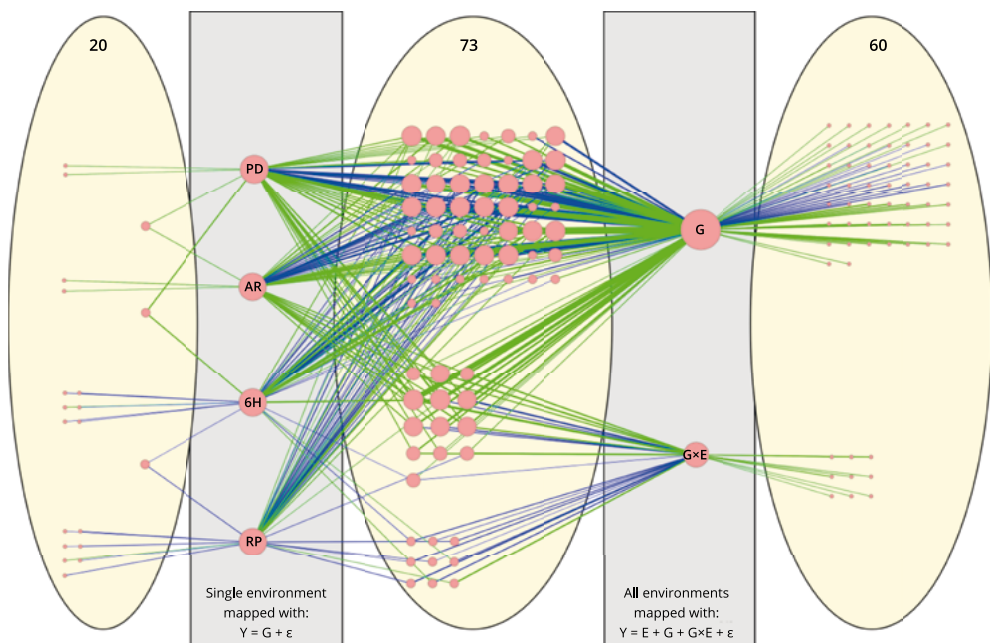 20
73
60
PD
AR
6H
RP
G
G×E
Single environment
mapped with:
Y = G + ε
All environments
mapped with:
Y = E + G + G×E + ε